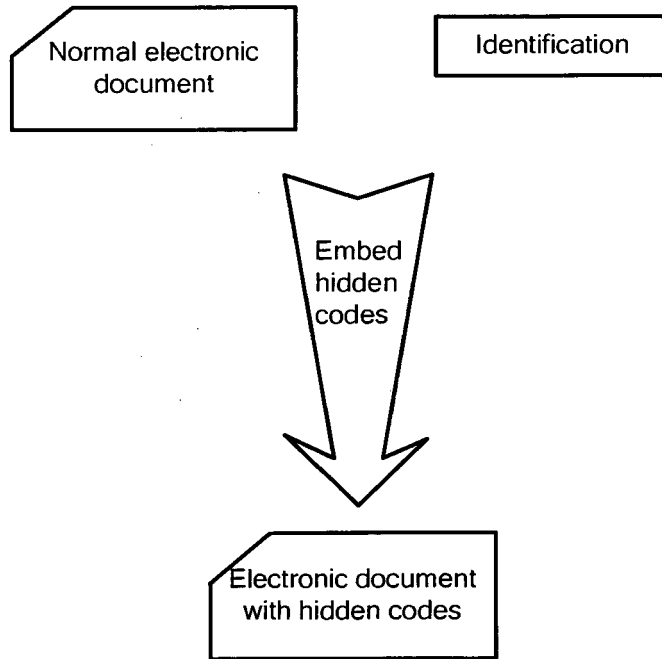 Normal electronic
document
Identification
Embed
hidden
codes
Electronic document
with hidden codes